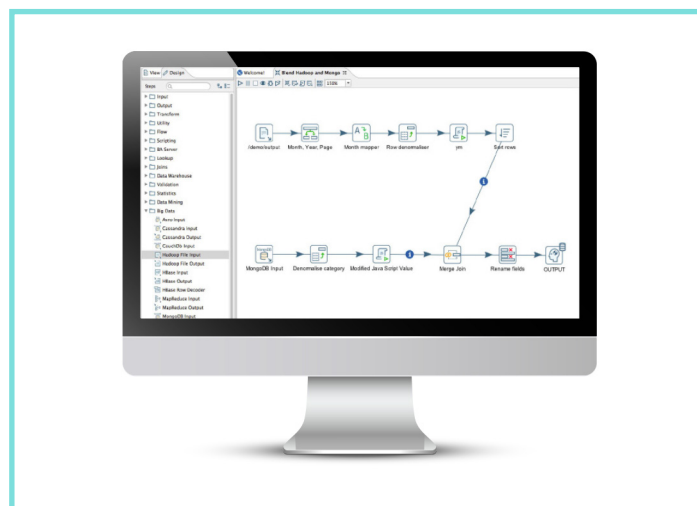 View Design
Welcome! Blend Hadoop and Mongo
Steps
150%
Input
Output
Transform
Utility
Flow
Scripting
BA Server
Lookup
Joins
Data Warehouse
Validation
Statistics
Data Mining
Big Data
Avro Input
Cassandra Input
Cassandra Output
CouchDb Input
Hadoop File Input
Hadoop File Output
HBase Input
HBase Output
HBase Row Decoder
MapReduce Input
MapReduce Output
MongoDB Input
/demo/output Month, Year, Page Month mapper Row denormaliser ym Sort rows
MongoDB Input Denormalise category Modified Java Script Value Merge Join Rename fields OUTPUT